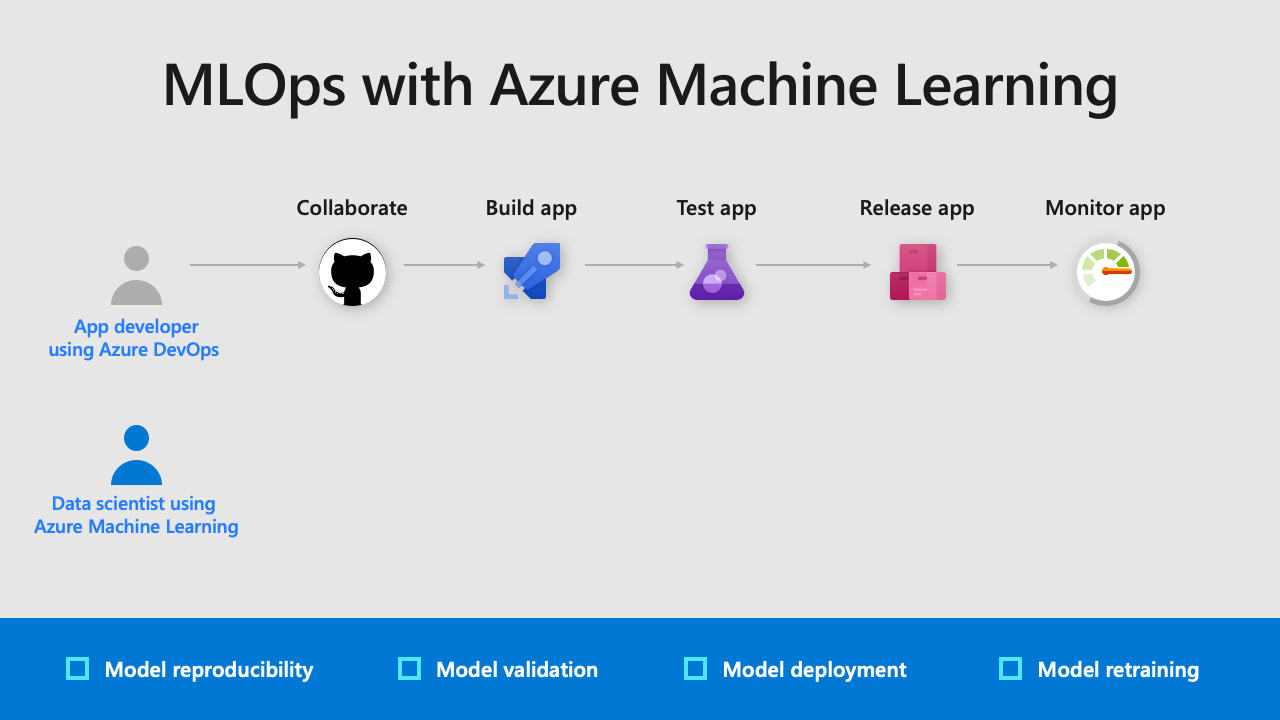 MLOps with Azure Machine Learning
Collaborate
Build app
Test app
Release app
Monitor app
App developer
using Azure DevOps
Data scientist using
Azure Machine Learning
Model reproducibility
Model validation
Model deployment
Model retraining